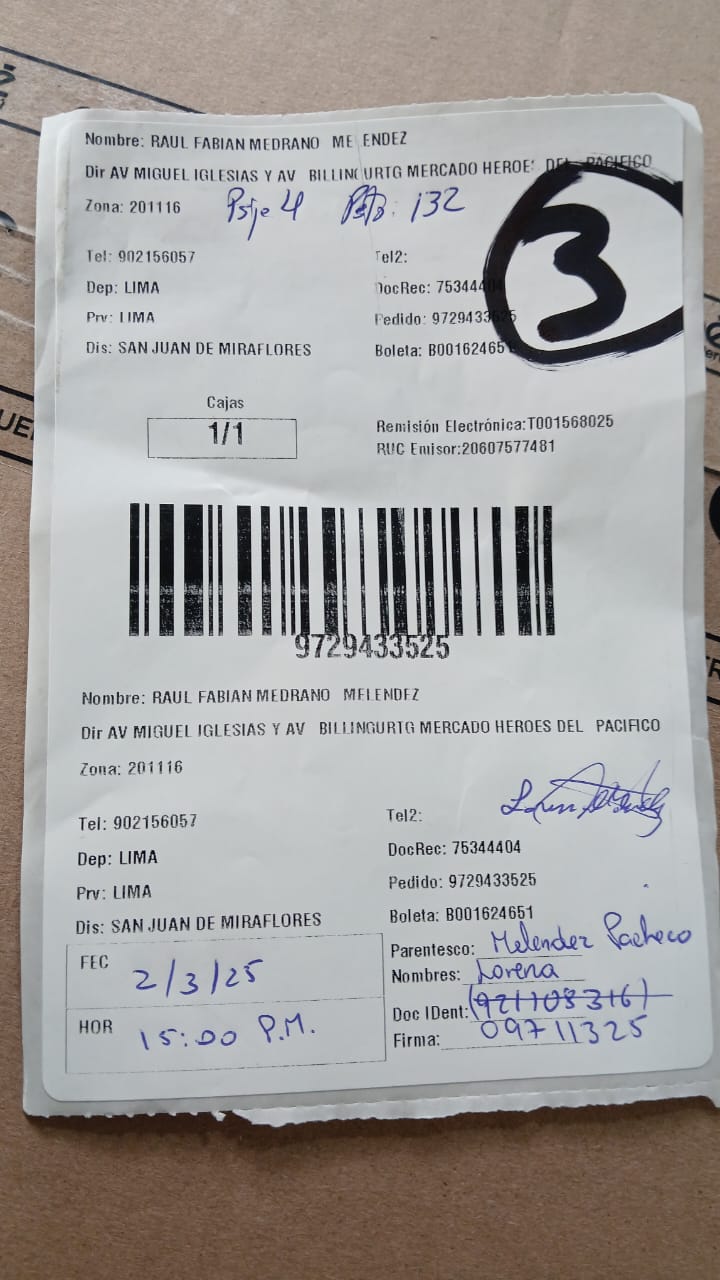 Nombre: RAUL FABIAN MEDRANO ME ENDEZ
Dir AV MIGUEL IGLESIAS Y AV BILLINGURTG MERCADO HEROES DEL PACIFICO
Zona: 201116 Psje 4 Psto: 132
3
Tel: 902156057 Tel2:
Dep: LIMA DocRec: 75344404
Prv: LIMA Pedido: 9729433525
Dis: SAN JUAN DE MIRAFLORES Boleta: B001624651
Cajas
1/1
Remisión Electrónica:T001568025
RUC Emisor:20607577481
9729433525
Nombre: RAUL FABIAN MEDRANO MELENDEZ
Dir AV MIGUEL IGLESIAS Y AV BILLINGURTG MERCADO HEROES DEL PACIFICO
Zona: 201116
Tel: 902156057 Tel2:
Dep: LIMA DocRec: 75344404
Prv: LIMA Pedido: 9729433525
Dis: SAN JUAN DE MIRAFLORES Boleta: B001624651
FEC 2/3/25
HOR 15:00 P.M.
Parentesco: Melendez Pacheco
Nombres: Lorena
Doc IDent: (921108316)
Firma: 09711325